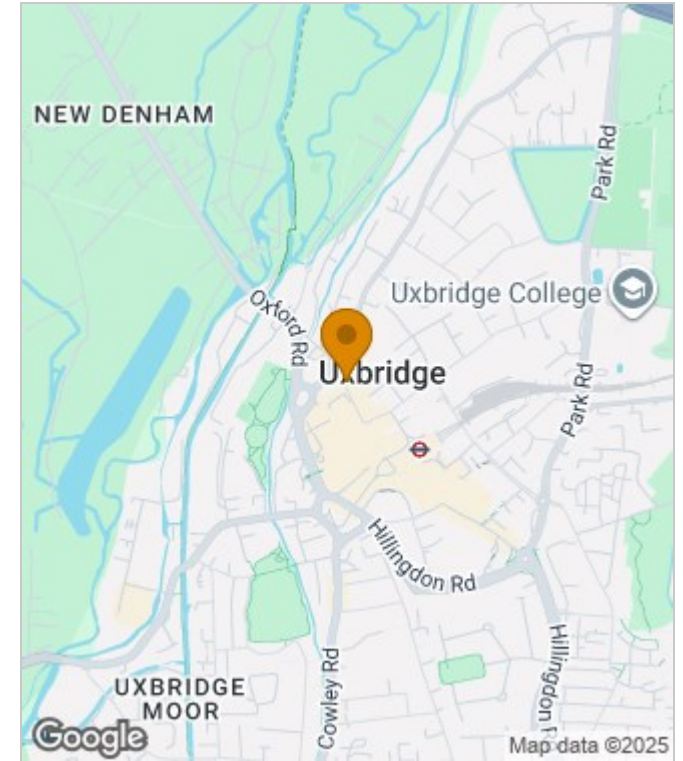 NEW DENHAM
Park Rd
Uxbridge College
Oxford Rd
Uxbridge
Park Rd
Hillingdon Rd
Hillingdon R
UXBRIDGE
MOOR
Cowley Rd
Google
Map data ©2025